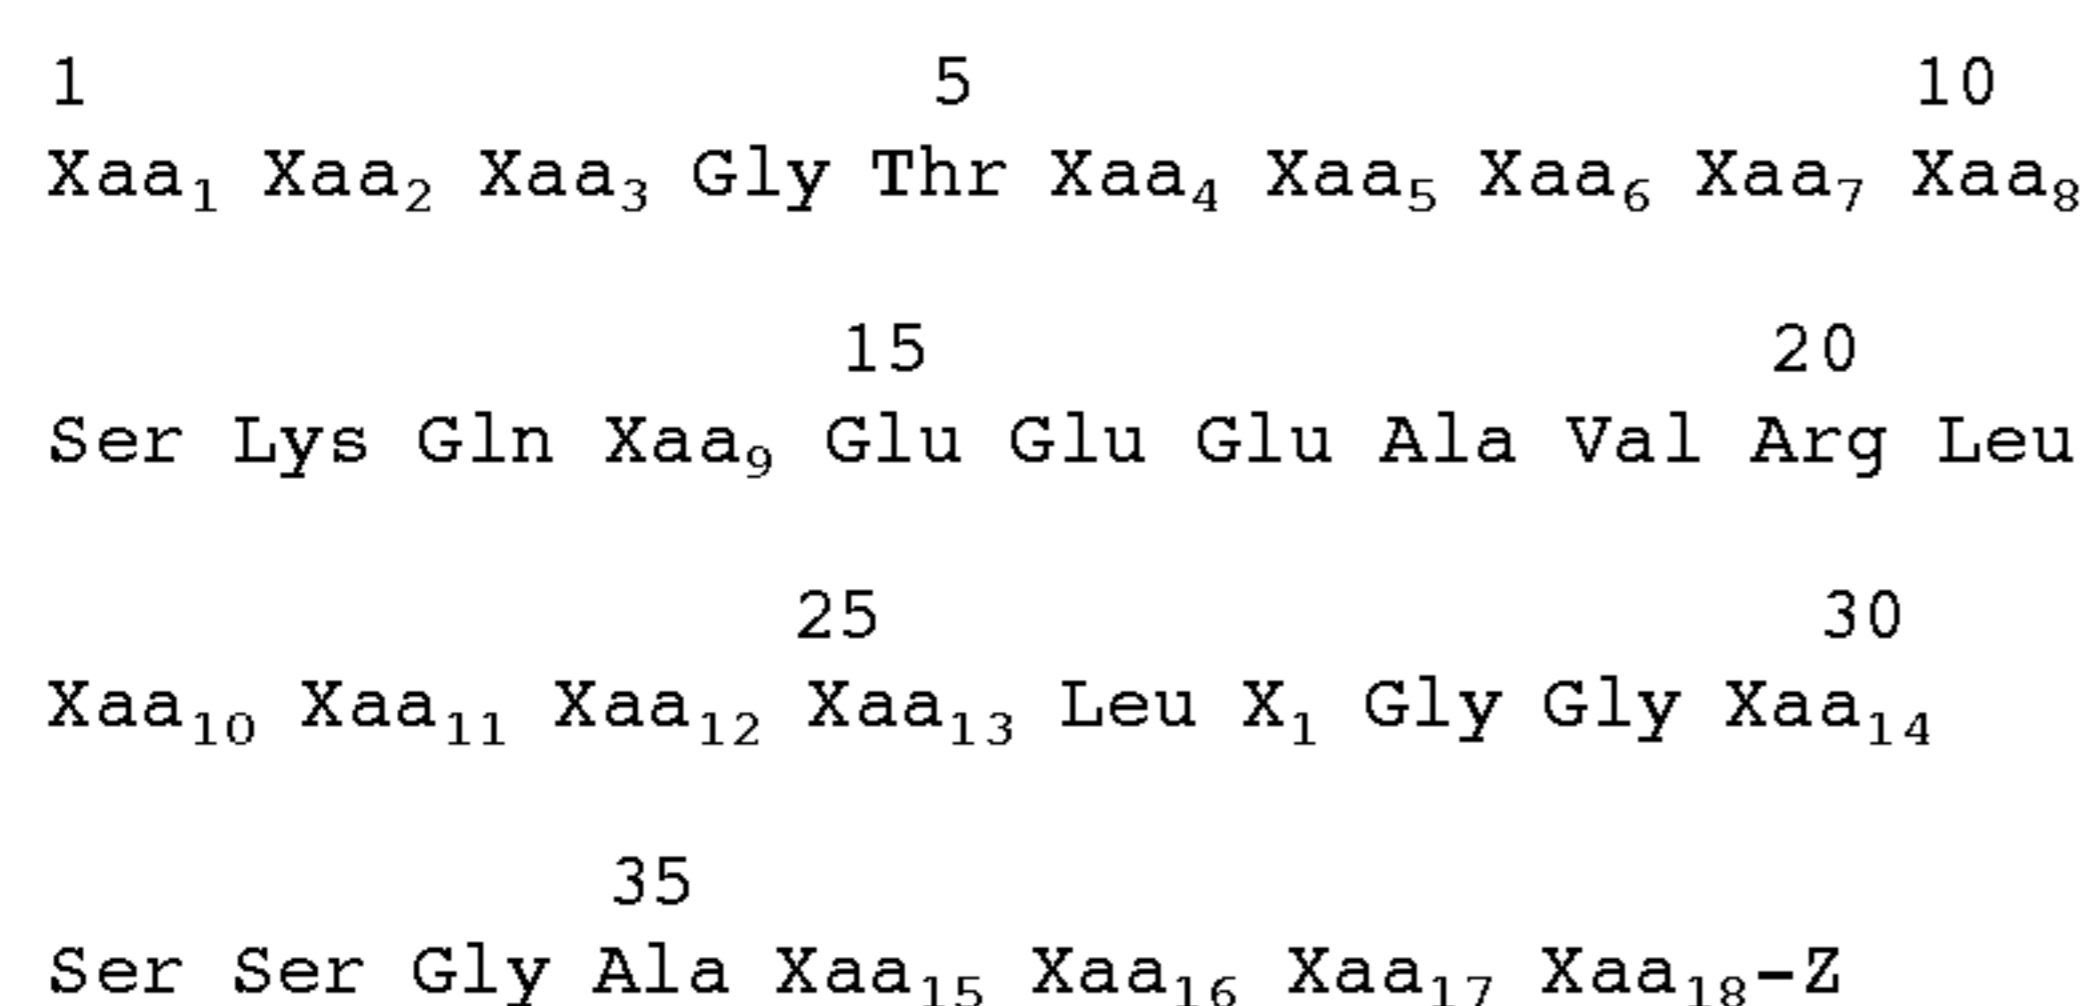 1 5 10
Xaa₁ Xaa₂ Xaa₃ Gly Thr Xaa₄ Xaa₅ Xaa₆ Xaa₇ Xaa₈
15 20
Ser Lys Gln Xaa₉ Glu Glu Glu Ala Val Arg Leu
25 30
Xaa₁₀ Xaa₁₁ Xaa₁₂ Xaa₁₃ Leu X₁ Gly Gly Xaa₁₄
35
Ser Ser Gly Ala Xaa₁₅ Xaa₁₆ Xaa₁₇ Xaa₁₈-Z